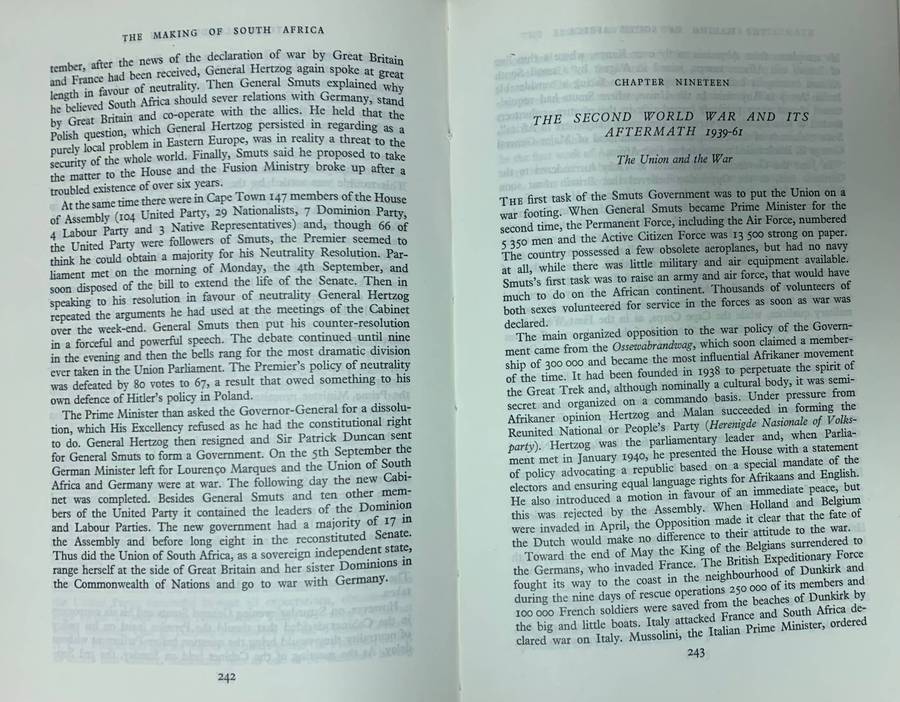 THE MAKING OF SOUTH AFRICA
tember, after the news of the declaration of war by Great Britain
and France had been received, General Hertzog again spoke at great
length in favour of neutrality. Then General Smuts explained why
he believed South Africa should sever relations with Germany, stand
by Great Britain and co-operate with the allies. He held that the
Polish question, which General Hertzog persisted in regarding as a
purely local problem in Eastern Europe, was in reality a threat to the
security of the whole world. Finally, Smuts said he proposed to take
the matter to the House and the Fusion Ministry broke up after a
troubled existence of over six years.
At the same time there were in Cape Town 147 members of the House
of Assembly (104 United Party, 29 Nationalists, 7 Dominion Party,
4 Labour Party and 3 Native Representatives) and, though 66 of
the United Party were followers of Smuts, the Premier seemed to
think he could obtain a majority for his Neutrality Resolution. Par-
liament met on the morning of Monday, the 4th September, and
soon disposed of the bill to extend the life of the Senate. Then in
speaking to his resolution in favour of neutrality General Hertzog
repeated the arguments he had used at the meetings of the Cabinet
over the week-end. General Smuts then put his counter-resolution
in a forceful and powerful speech. The debate continued until nine
in the evening and then the bells rang for the most dramatic division
ever taken in the Union Parliament. The Premier's policy of neutrality
was defeated by 80 votes to 67, a result that owed something to his
own defence of Hitler's policy in Poland.
The Prime Minister than asked the Governor-General for a dissolu-
tion, which His Excellency refused as he had the constitutional right
to do. General Hertzog then resigned and Sir Patrick Duncan sent
for General Smuts to form a Government. On the 5th September the
German Minister left for Lourenço Marques and the Union of South
Africa and Germany were at war. The following day the new Cabi-
net was completed. Besides General Smuts and ten other mem-
bers of the United Party it contained the leaders of the Dominion
and Labour Parties. The new government had a majority of 17 in
the Assembly and before long eight in the reconstituted Senate.
Thus did the Union of South Africa, as a sovereign independent state,
range herself at the side of Great Britain and her sister Dominions in
the Commonwealth of Nations and go to war with Germany.
242
CHAPTER NINETEEN
THE SECOND WORLD WAR AND ITS
AFTERMATH 1939-61
The Union and the War
THE first task of the Smuts Government was to put the Union on a
war footing. When General Smuts became Prime Minister for the
second time, the Permanent Force, including the Air Force, numbered
5 350 men and the Active Citizen Force was 13 500 strong on paper.
The country possessed a few obsolete aeroplanes, but had no navy
at all, while there was little military and air equipment available.
Smuts's first task was to raise an army and air force, that would have
much to do on the African continent. Thousands of volunteers of
both sexes volunteered for service in the forces as soon as war was
declared.
The main organized opposition to the war policy of the Govern-
ment came from the Ossewabrandwag, which soon claimed a member-
ship of 300 000 and became the most influential Afrikaner movement
of the time. It had been founded in 1938 to perpetuate the spirit of
the Great Trek and, although nominally a cultural body, it was semi-
secret and organized on a commando basis. Under pressure from
Afrikaner opinion Hertzog and Malan succeeded in forming the
Reunited National or People's Party (Herenigde Nasionale of Volks-
party). Hertzog was the parliamentary leader and, when Parlia-
ment met in January 1940, he presented the House with a statement
of policy advocating a republic based on a special mandate of the
electors and ensuring equal language rights for Afrikaans and English.
He also introduced a motion in favour of an immediate peace, but
this was rejected by the Assembly. When Holland and Belgium
were invaded in April, the Opposition made it clear that the fate of
the Dutch would make no difference to their attitude to the war.
Toward the end of May the King of the Belgians surrendered to
the Germans, who invaded France. The British Expeditionary Force
fought its way to the coast in the neighbourhood of Dunkirk and
during the nine days of rescue operations 250 000 of its members and
100 000 French soldiers were saved from the beaches of Dunkirk by
the big and little boats. Italy attacked France and South Africa de-
clared war on Italy. Mussolini, the Italian Prime Minister, ordered
243